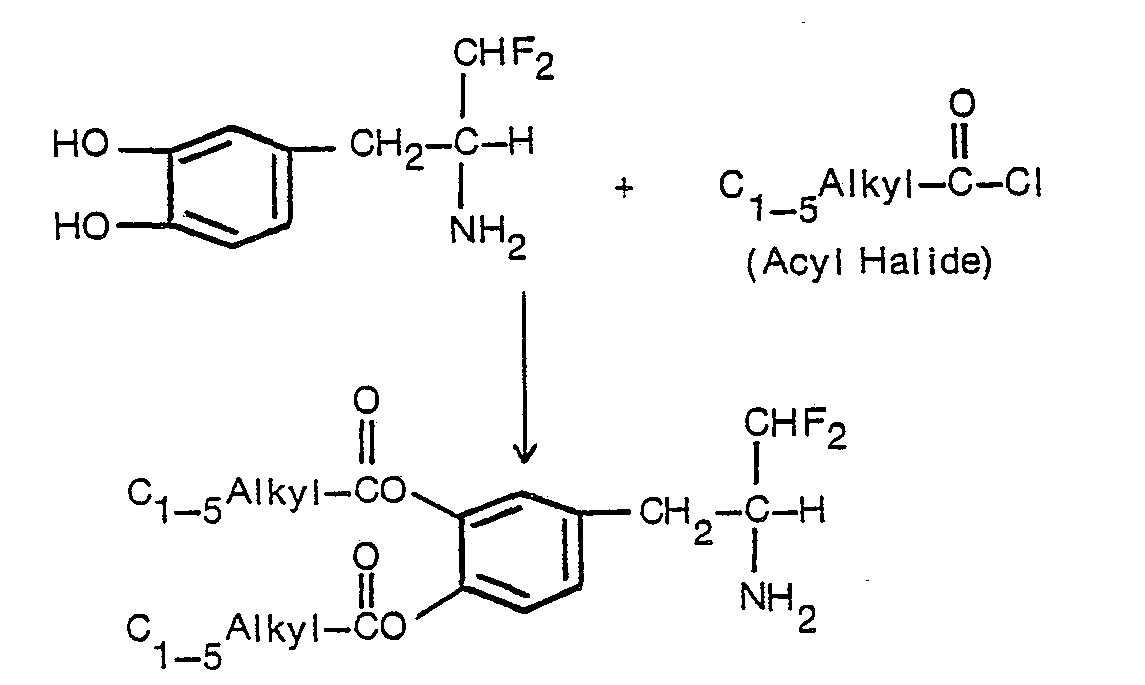 CHF2
O
HO CH2-C-H
HO + C1-5Alkyl-C-Cl
NH2
(Acyl Halide)
O
CHF2
C1-5Alkyl-CO
CH2-C-H
O
NH2
C1-5Alkyl-CO